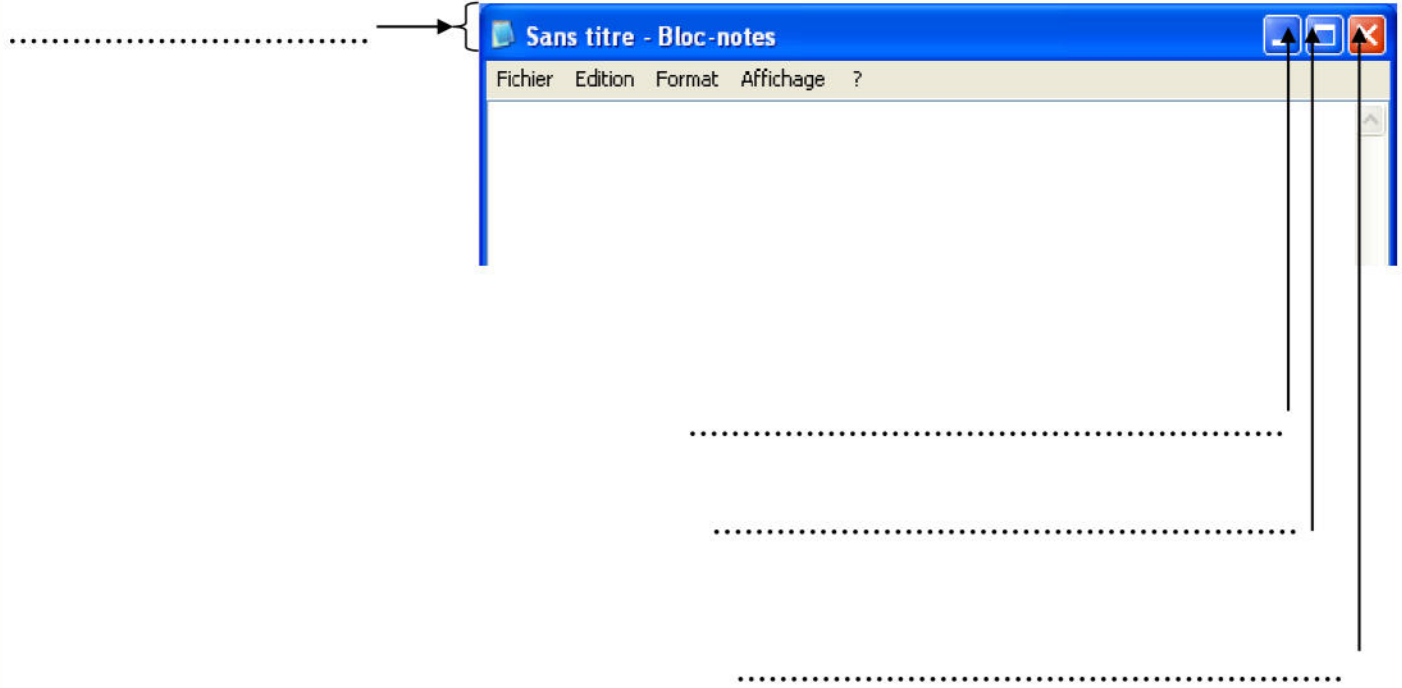 ..................................
Sans titre - Bloc-notes
Fichier Edition Format Affichage ?
........................................................
.......................................................
.........................................................